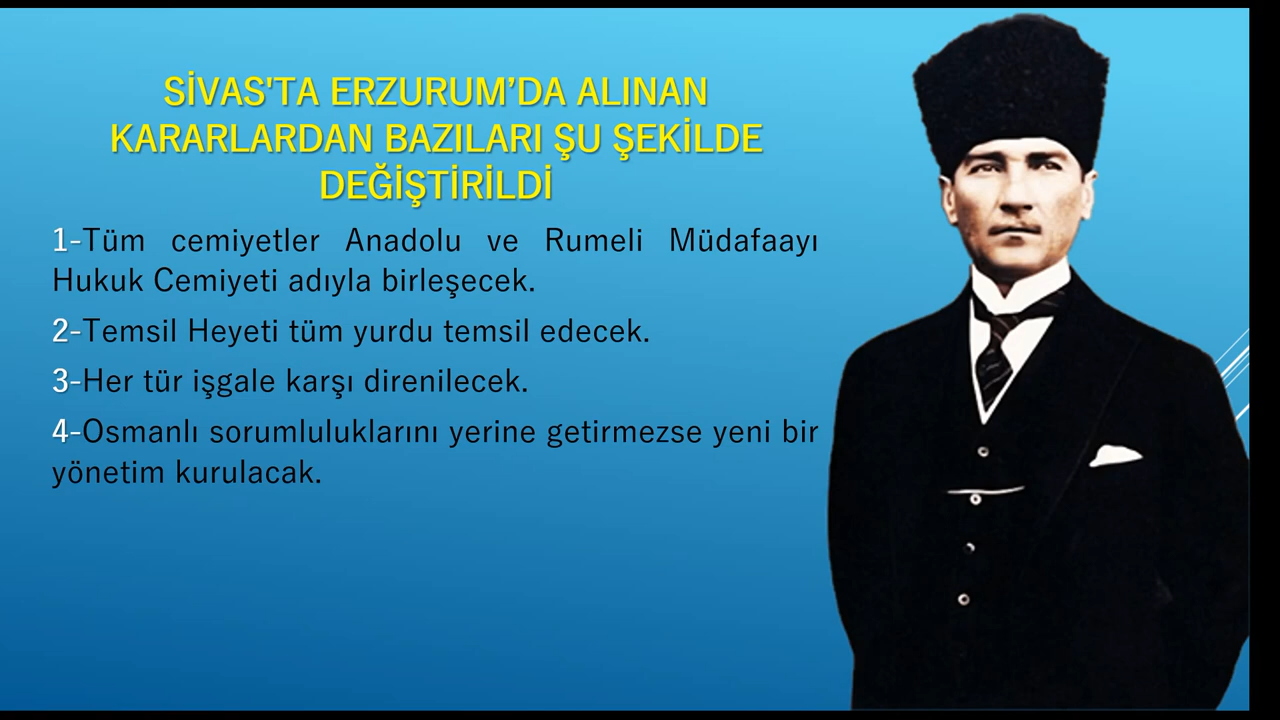 SİVAS'TA ERZURUM’DA ALINAN
KARARLARDAN BAZILARI ŞU ŞEKİLDE
DEĞİŞTİRİLDİ
1-Tüm cemiyetler Anadolu ve Rumeli Müdafaayı
Hukuk Cemiyeti adıyla birleşecek.
2-Temsil Heyeti tüm yurdu temsil edecek.
3-Her tür işgale karşı direnilecek.
4-Osmanlı sorumluluklarını yerine getirmezse yeni bir
yönetim kurulacak.